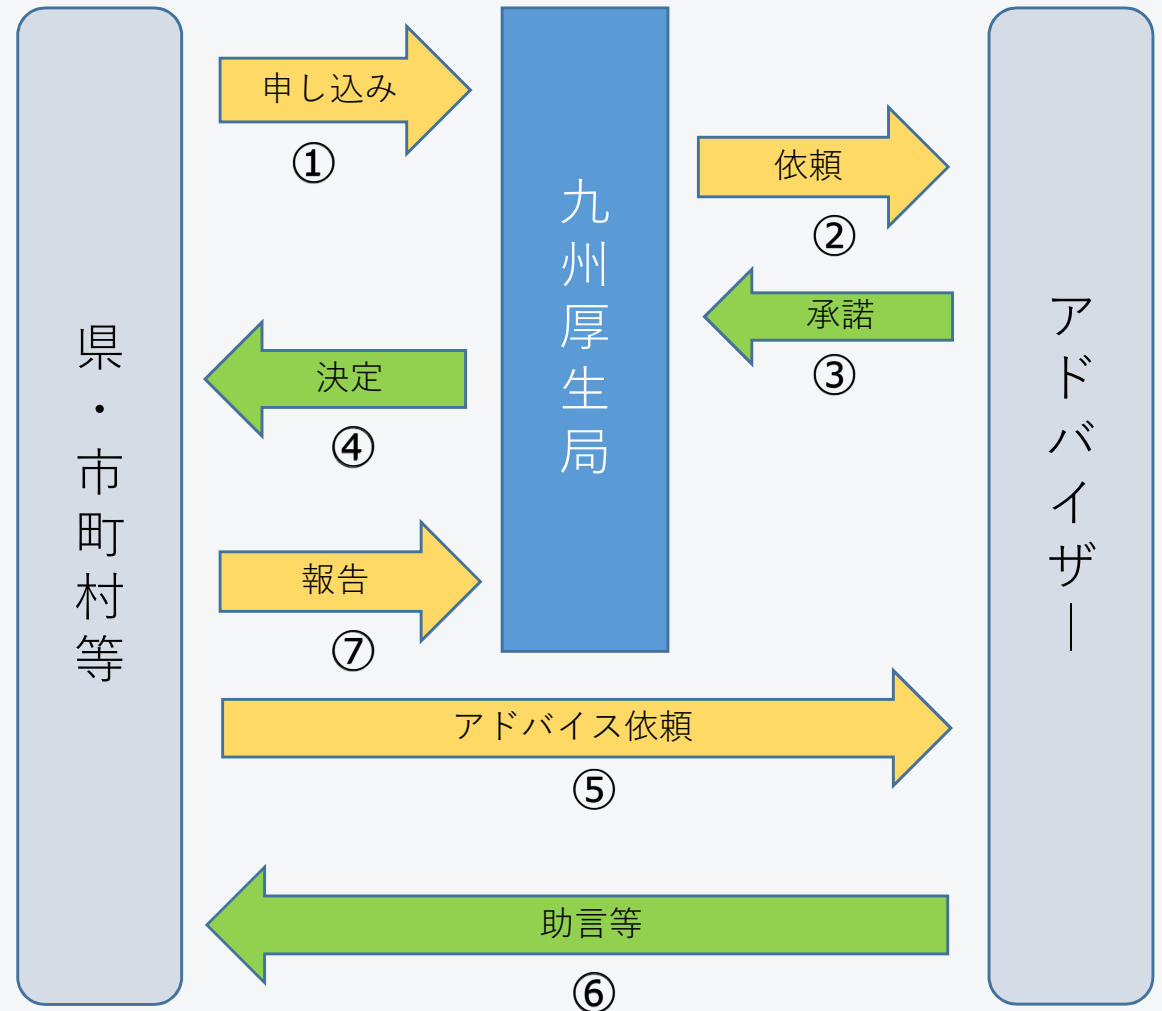 県・市町村等
申し込み
①
九州厚生局
依頼
②
承諾
③
決定
④
報告
⑦
アドバイス依頼
⑤
助言等
⑥
アドバイザー